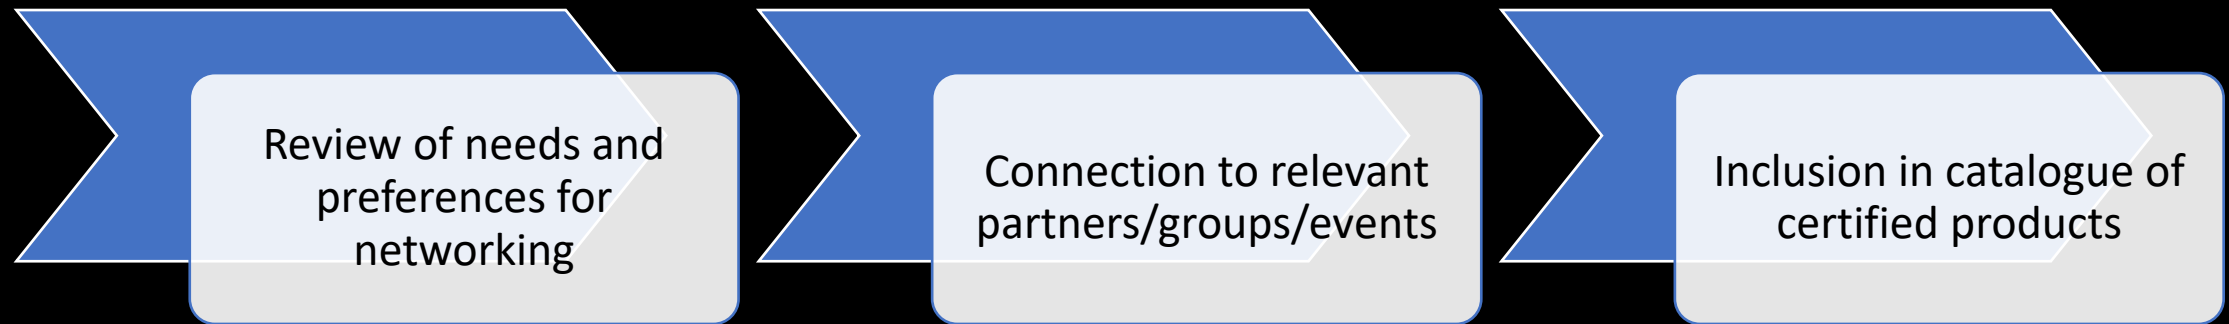 Review of needs and
preferences for
networking
Connection to relevant
partners/groups/events
Inclusion in catalogue of
certified products